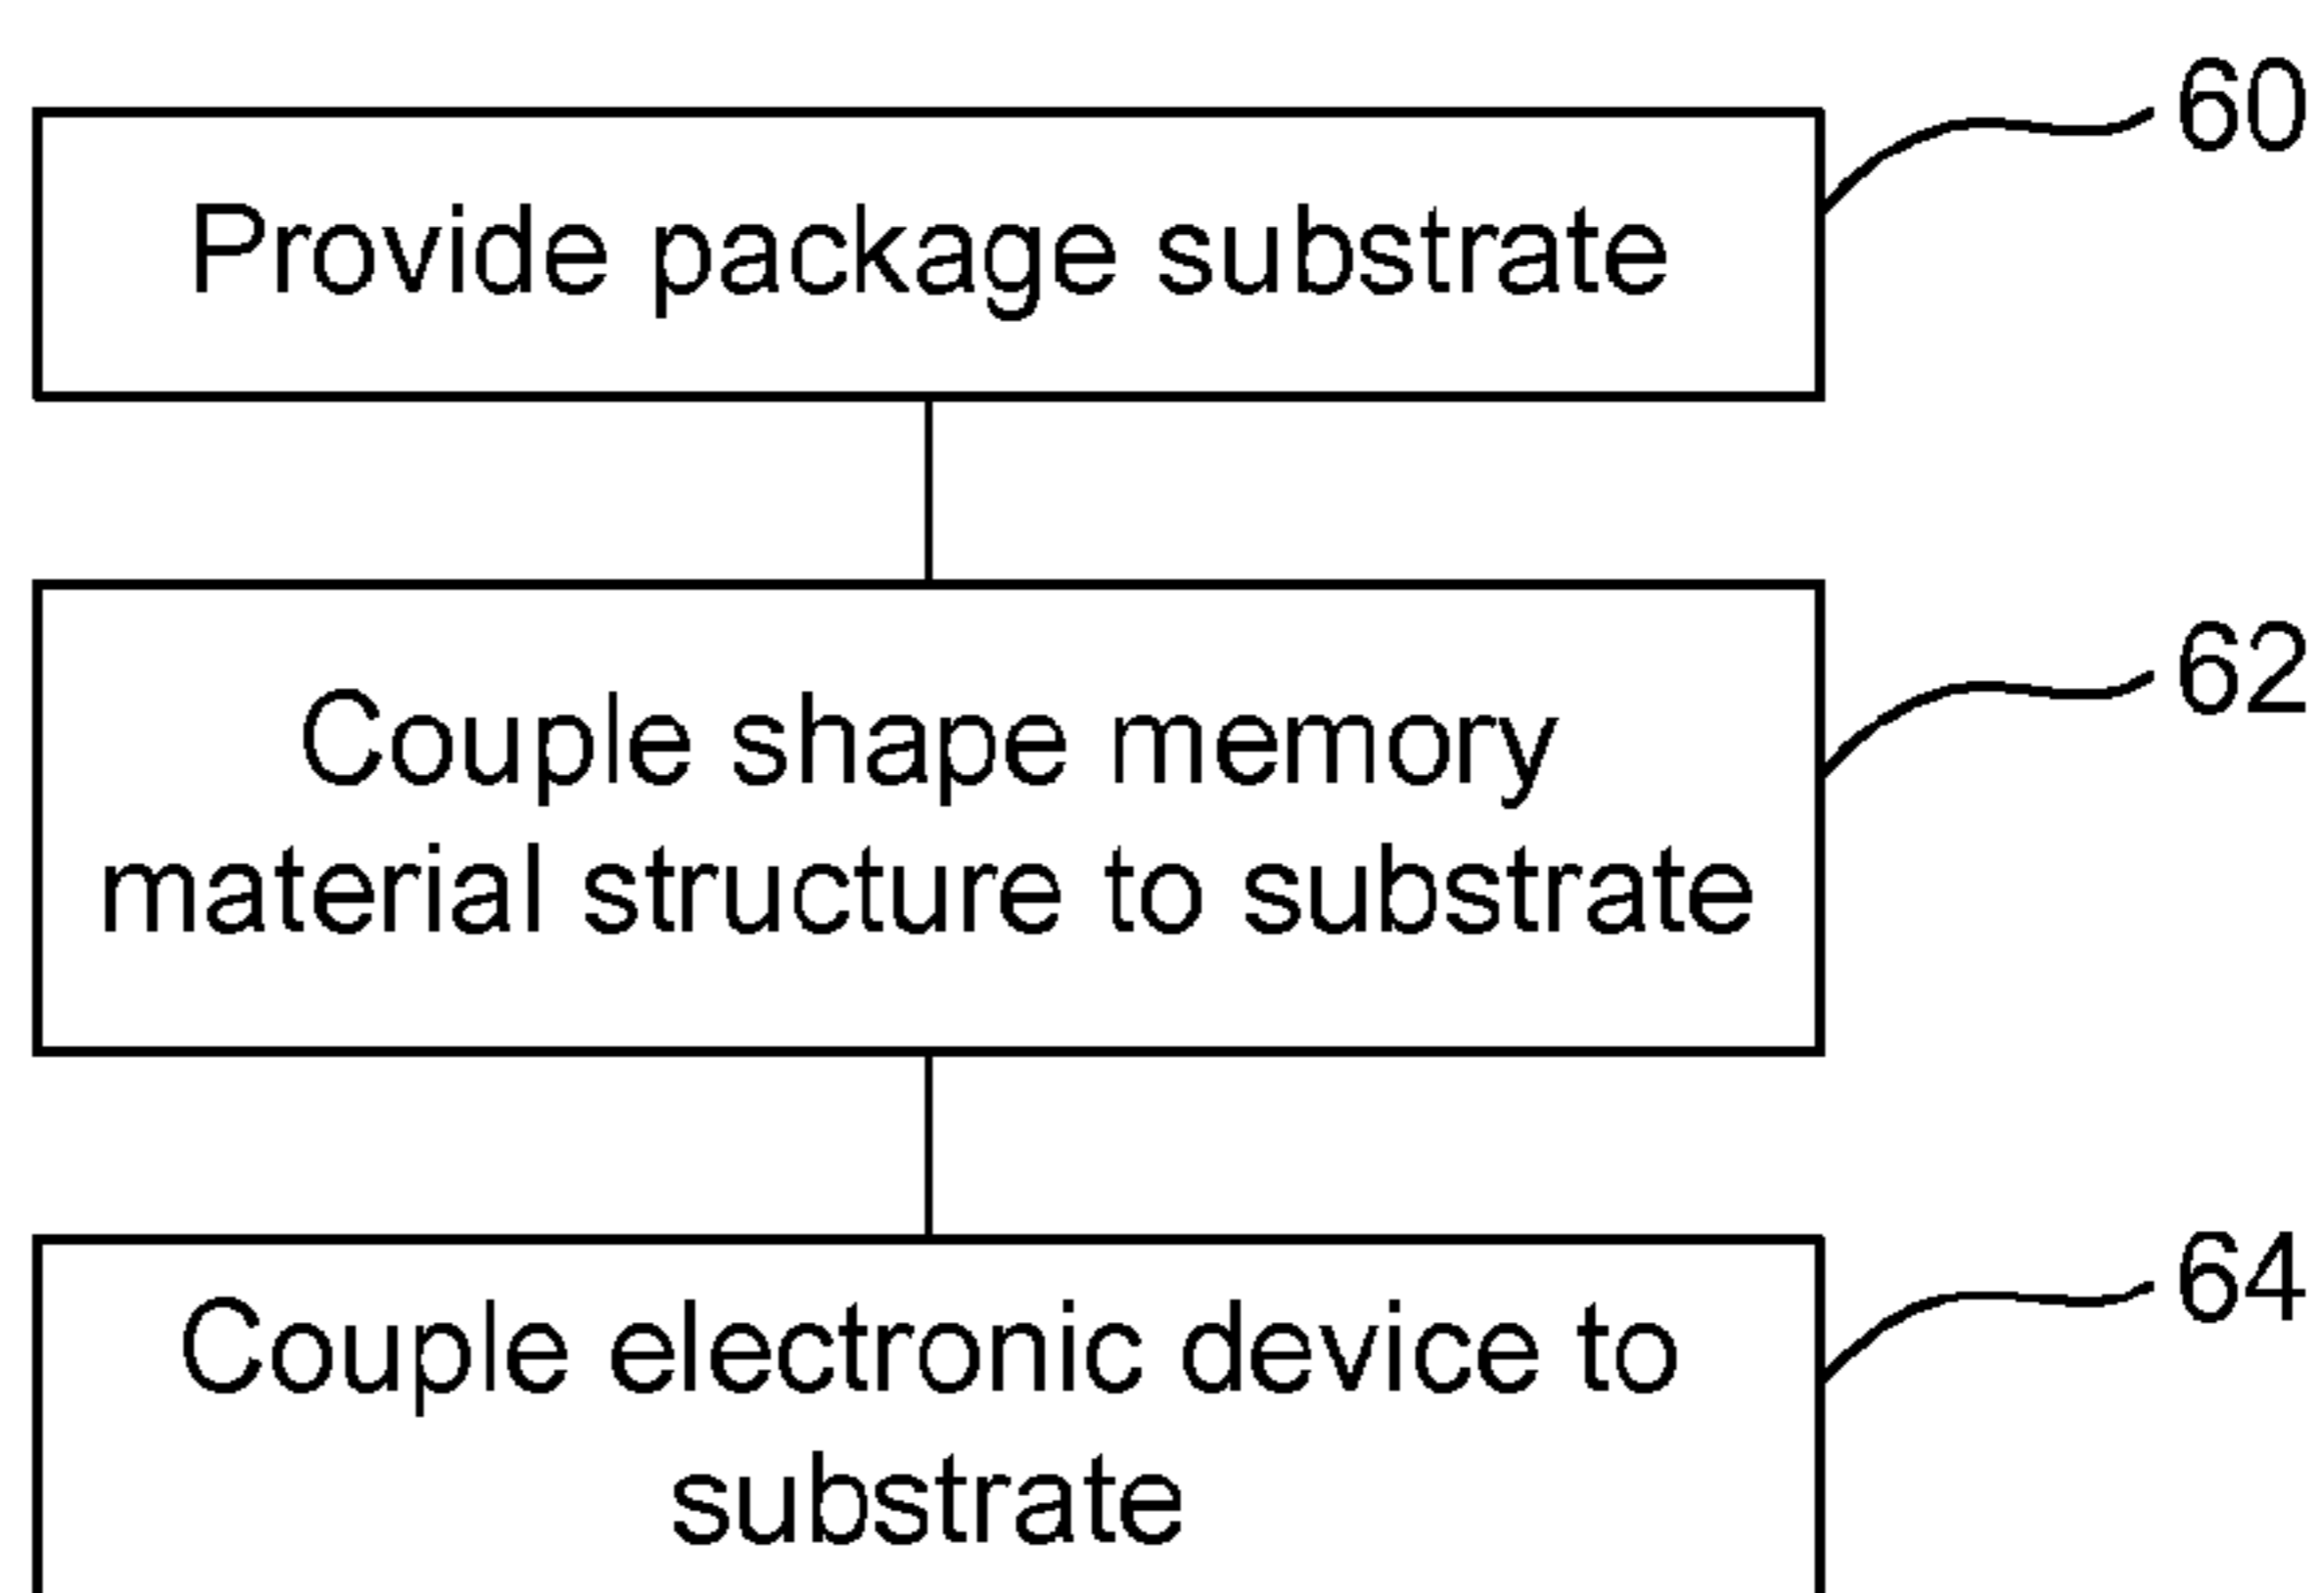 Provide package substrate
60
Couple shape memory
material structure to substrate
62
Couple electronic device to
substrate
64